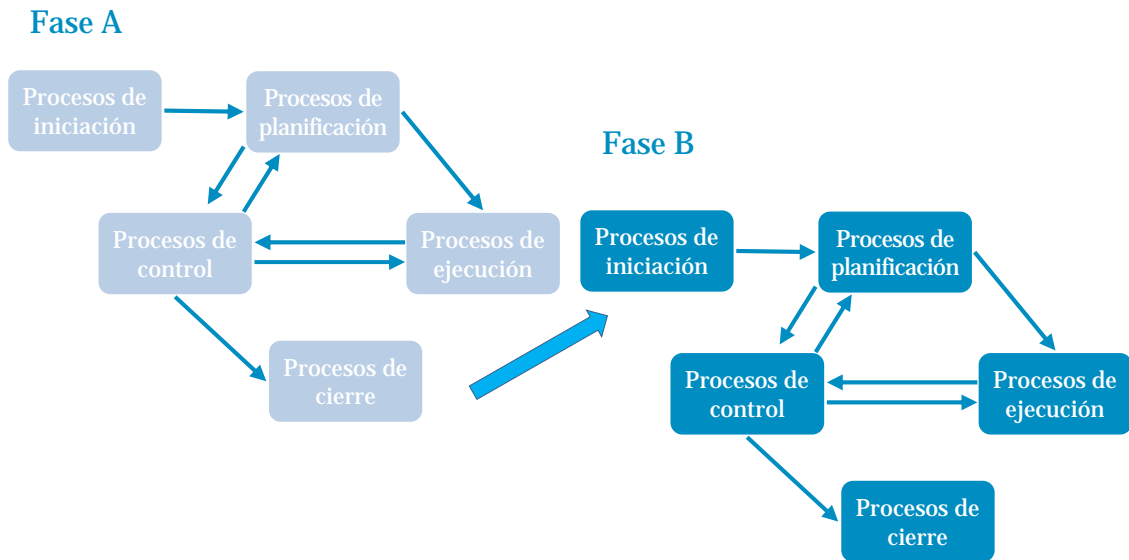 Fase A
Procesos de
iniciación
Procesos de
planificación
Procesos de
control
Procesos de
ejecución
Procesos de
cierre
Fase B
Procesos de
iniciación
Procesos de
planificación
Procesos de
control
Procesos de
ejecución
Procesos de
cierre